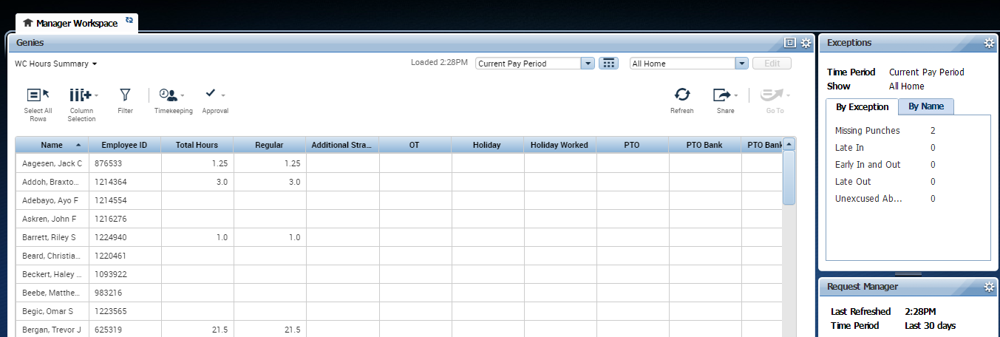 Manager Workspace
Genies
WC Hours Summary
Loaded 2:28PM
Current Pay Period
All Home
Edit
Select All Rows
Column Selection
Filter
Timekeeping
Approval
Refresh
Share
Go To
Name Employee ID Total Hours Regular Additional Stra... OT Holiday Holiday Worked PTO PTO Bank PTO Bank
Aagesen, Jack C 876533 1.25 1.25
Addoh, Braxto... 1214364 3.0 3.0
Adebayo, Ayo F 1214554
Askren, John F 1216276
Barrett, Riley S 1224940 1.0 1.0
Beard, Christia... 1220461
Beckert, Haley ... 1093922
Beebe, Matthe... 983216
Begic, Omar S 1223565
Bergan, Trevor J 625319 21.5 21.5
Exceptions
Time Period Current Pay Period
Show All Home
By Exception By Name
Missing Punches 2
Late In 0
Early In and Out 0
Late Out 0
Unexcused Ab... 0
Request Manager
Last Refreshed 2:28PM
Time Period Last 30 days